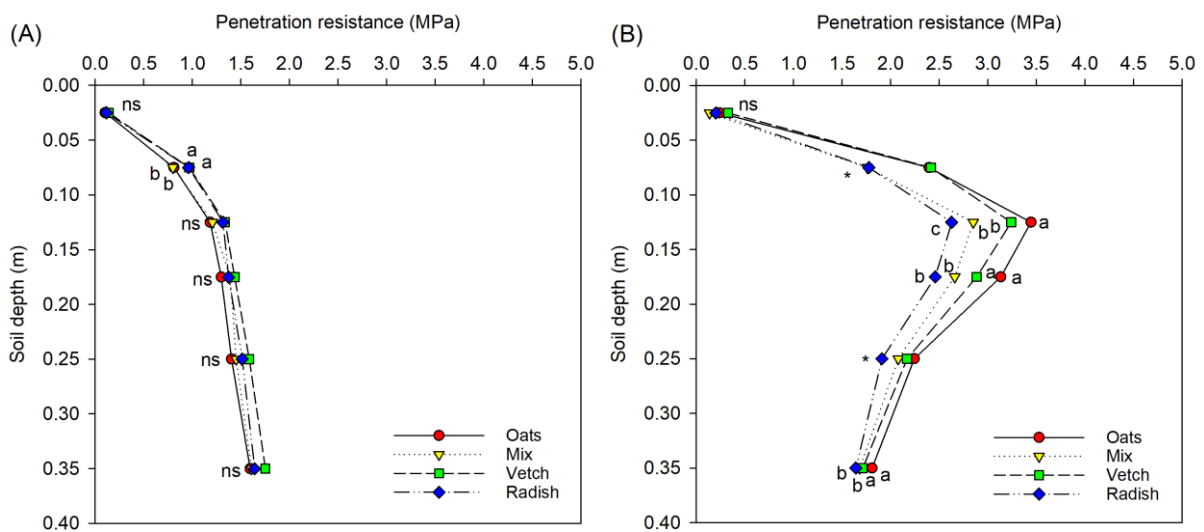 Penetration resistance (MPa)
(A)
0.0 0.5 1.0 1.5 2.0 2.5 3.0 3.5 4.0 4.5 5.0
0.00
0.05
0.10
0.15
0.20
0.25
0.30
0.35
0.40
Soil depth (m)
ns
a
a
b
b
ns
ns
ns
ns
Oats
Mix
Vetch
Radish
Penetration resistance (MPa)
(B)
0.0 0.5 1.0 1.5 2.0 2.5 3.0 3.5 4.0 4.5 5.0
0.00
0.05
0.10
0.15
0.20
0.25
0.30
0.35
0.40
Soil depth (m)
ns
*
c b b a
b b a a
*
b b a a
Oats
Mix
Vetch
Radish